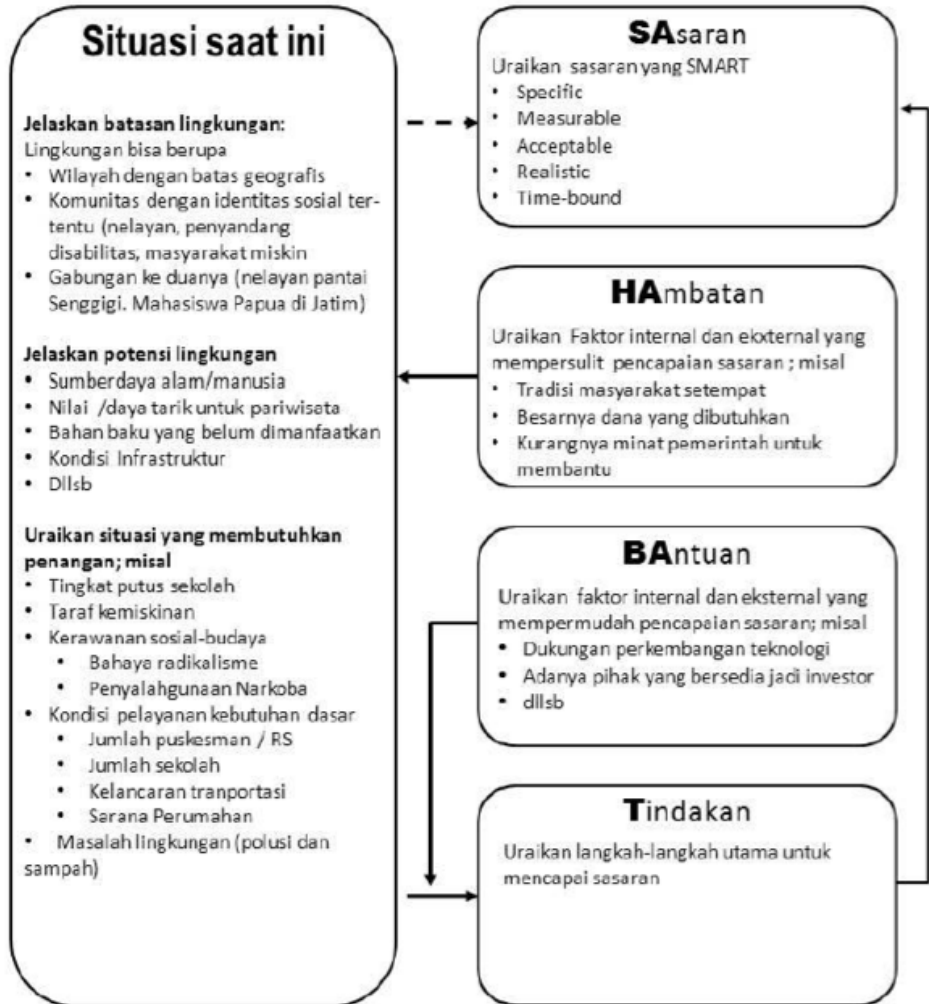 Situasi saat ini
Jelaskan batasan lingkungan:
Lingkungan bisa berupa
• Wilayah dengan batas geografis
• Komunitas dengan identitas sosial ter-
tentu (nelayan, penyandang
disabilitas, masyarakat miskin
• Gabungan ke duanya (nelayan pantai
Senggigi. Mahasiswa Papua di Jatim)
Jelaskan potensi lingkungan
• Sumberdaya alam/manusia
• Nilai /daya tarik untuk pariwisata
• Bahan baku yang belum dimanfaatkan
• Kondisi Infrastruktur
• Dllsb
Uraikan situasi yang membutuhkan
penangan; misal
• Tingkat putus sekolah
• Taraf kemiskinan
• Kerawanan sosial-budaya
• Bahaya radikalisme
• Penyalahgunaan Narkoba
• Kondisi pelayanan kebutuhan dasar
• Jumlah puskesman / RS
• Jumlah sekolah
• Kelancaran tranportasi
• Sarana Perumahan
• Masalah lingkungan (polusi dan
sampah)
SAsaran
Uraikan sasaran yang SMART
• Specific
• Measurable
• Acceptable
• Realistic
• Time-bound
HAmbatan
Uraikan Faktor internal dan ekxternal yang
mempersulit pencapaian sasaran ; misal
• Tradisi masyarakat setempat
• Besarnya dana yang dibutuhkan
• Kurangnya minat pemerintah untuk
membantu
BAntuan
Uraikan faktor internal dan eksternal yang
mempermudah pencapaian sasaran; misal
• Dukungan perkembangan teknologi
• Adanya pihak yang bersedia jadi investor
• dllsb
Tindakan
Uraikan langkah-langkah utama untuk
mencapai sasaran